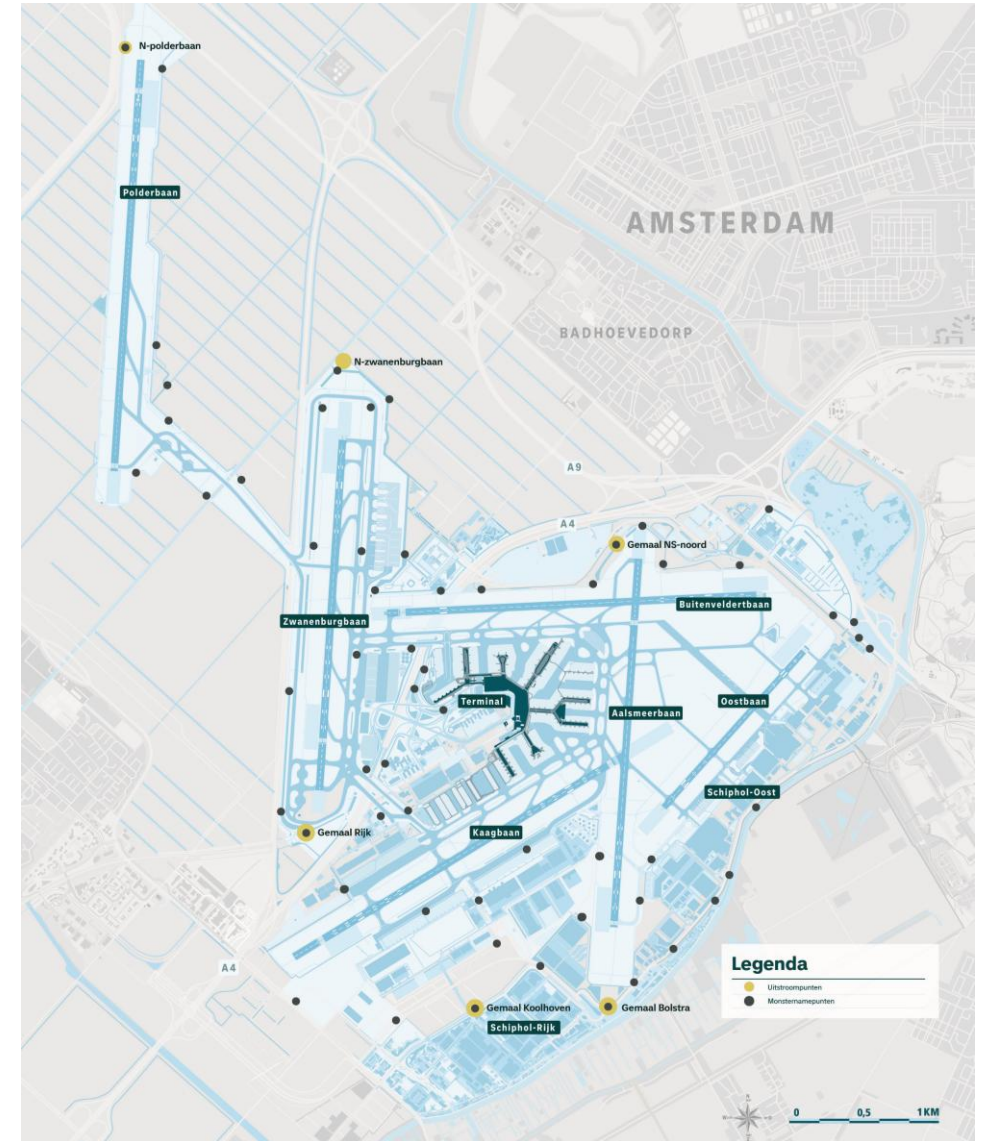 N-polderbaan
Polderbaan
AMSTERDAM
BADHOEVEDORP
N-zwanenburgbaan
A9
A4
Gemaal NS-noord
Buitenveldertbaan
Zwanenburgbaan
Terminal
Oostbaan
Aalsmeerbaan
Schiphol-Oost
Kaagbaan
Gemaal Rijk
A4
Legenda
Uitstroompunten
Monsternamepunten
Gemaal Koolhoven
Gemaal Bolstra
Schiphol-Rijk
0 0,5 1 KM